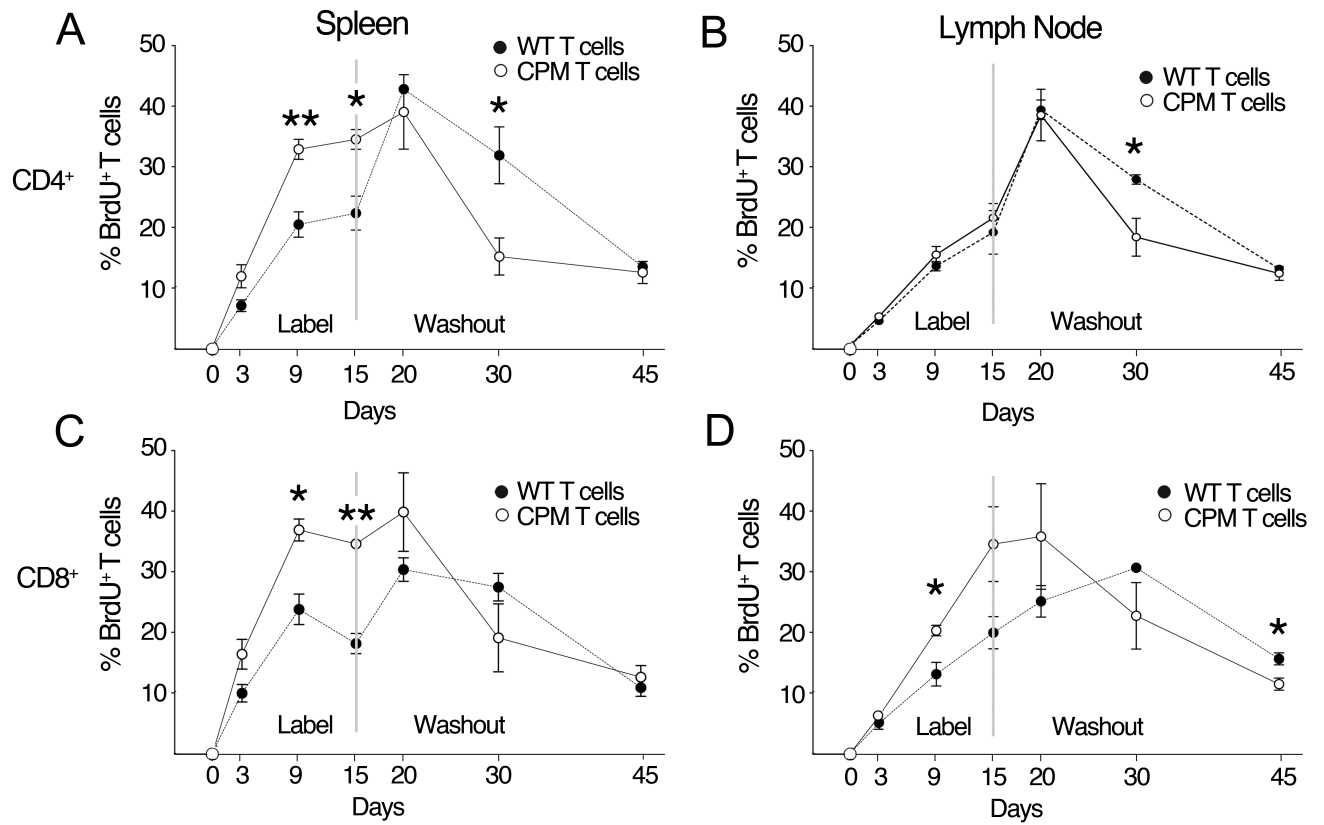 A
Spleen
WT T cells
CPM T cells
50
40
30
20
10
% BrdU⁺ T cells
CD4⁺
**
*
*
Label
Washout
0 3 9 15 20 30 45
Days
B
Lymph Node
WT T cells
CPM T cells
50
40
30
20
10
% BrdU⁺ T cells
*
Label
Washout
0 3 9 15 20 30 45
Days
C
WT T cells
CPM T cells
50
40
30
20
10
% BrdU⁺ T cells
CD8⁺
*
**
Label
Washout
0 3 9 15 20 30 45
Days
D
WT T cells
CPM T cells
50
40
30
20
10
% BrdU⁺ T cells
*
*
Label
Washout
0 3 9 15 20 30 45
Days